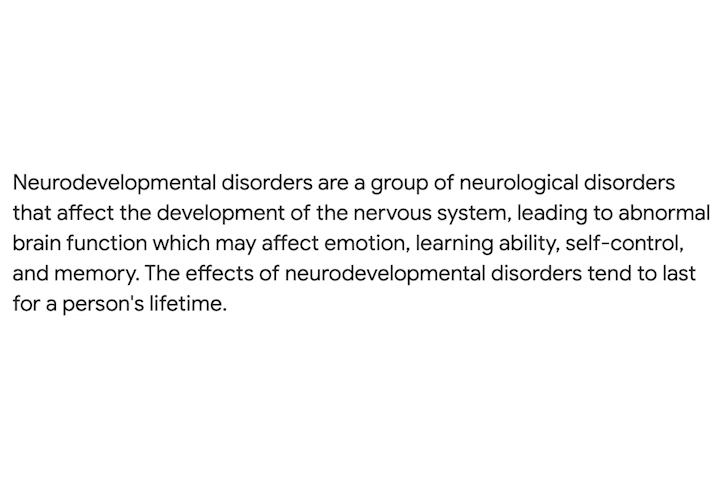 Neurodevelopmental disorders are a group of neurological disorders
that affect the development of the nervous system, leading to abnormal
brain function which may affect emotion, learning ability, self-control,
and memory. The effects of neurodevelopmental disorders tend to last
for a person's lifetime.